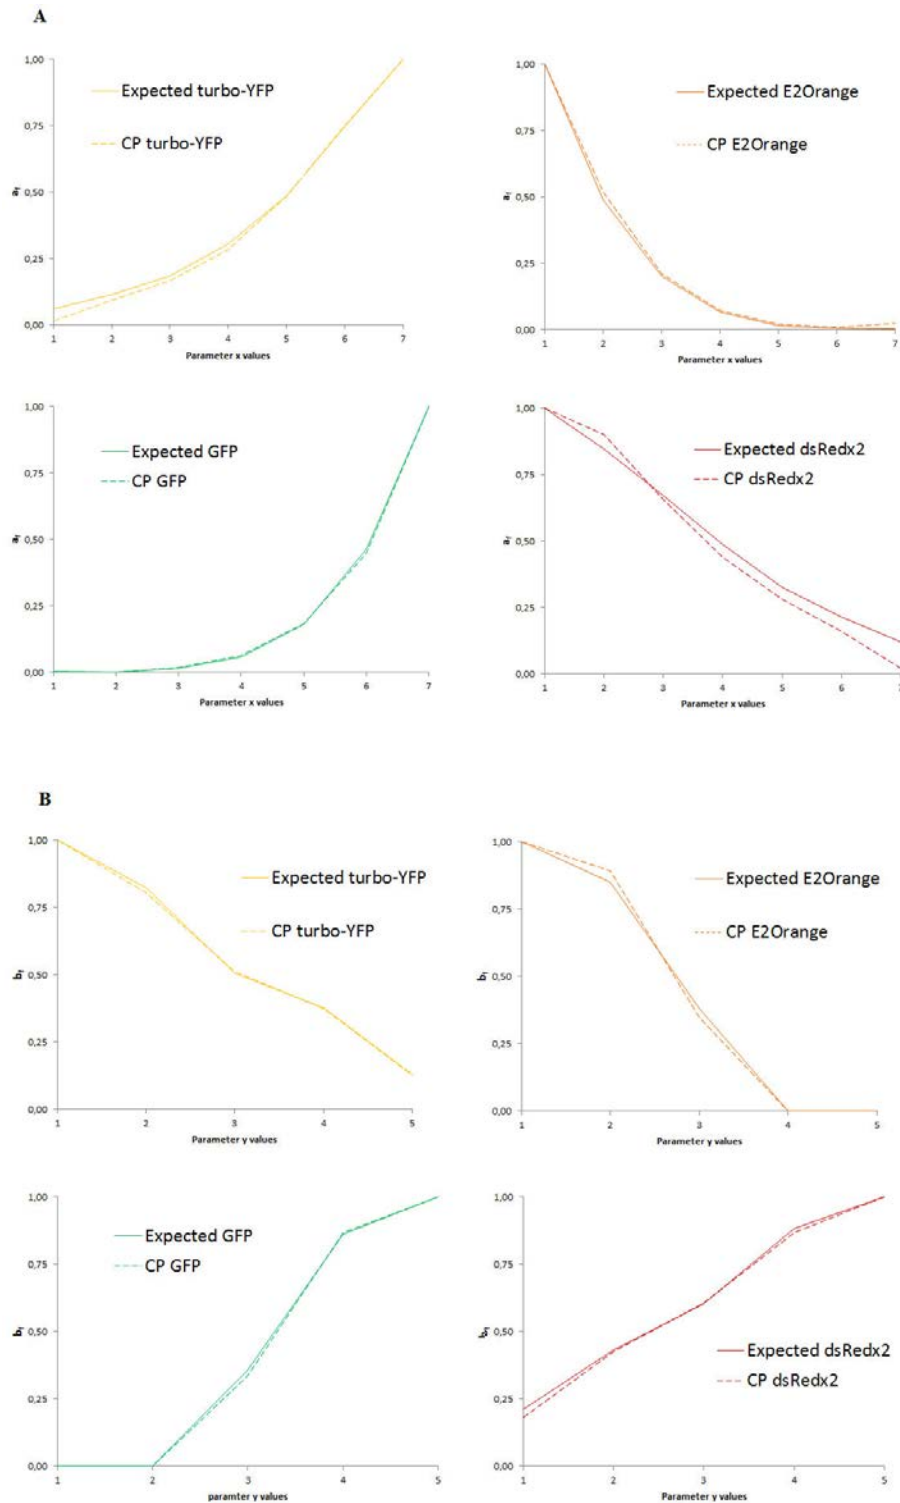 A
1,00
Expected turbo-YFP
0,75
CP turbo-YFP
0,50
a_f
0,25
0,00
1 2 3 4 5 6 7
Parameter x values
1,00
Expected E2Orange
0,75
CP E2Orange
0,50
a_f
0,25
0,00
1 2 3 4 5 6 7
Parameter x values
1,00
Expected GFP
0,75
CP GFP
0,50
a_f
0,25
0,00
1 2 3 4 5 6 7
Parameter x values
1,00
Expected dsRedx2
0,75
CP dsRedx2
0,50
a_f
0,25
0,00
1 2 3 4 5 6 7
Parameter x values
B
1,00
Expected turbo-YFP
0,75
CP turbo-YFP
0,50
b_f
0,25
0,00
1 2 3 4 5
Parameter y values
1,00
Expected E2Orange
0,75
CP E2Orange
0,50
b_f
0,25
0,00
1 2 3 4 5
Parameter y values
1,00
Expected GFP
0,75
CP GFP
0,50
b_f
0,25
0,00
1 2 3 4 5
paramter y values
1,00
0,75
0,50
b_f
Expected dsRedx2
0,25
CP dsRedx2
0,00
1 2 3 4 5
Parameter y values